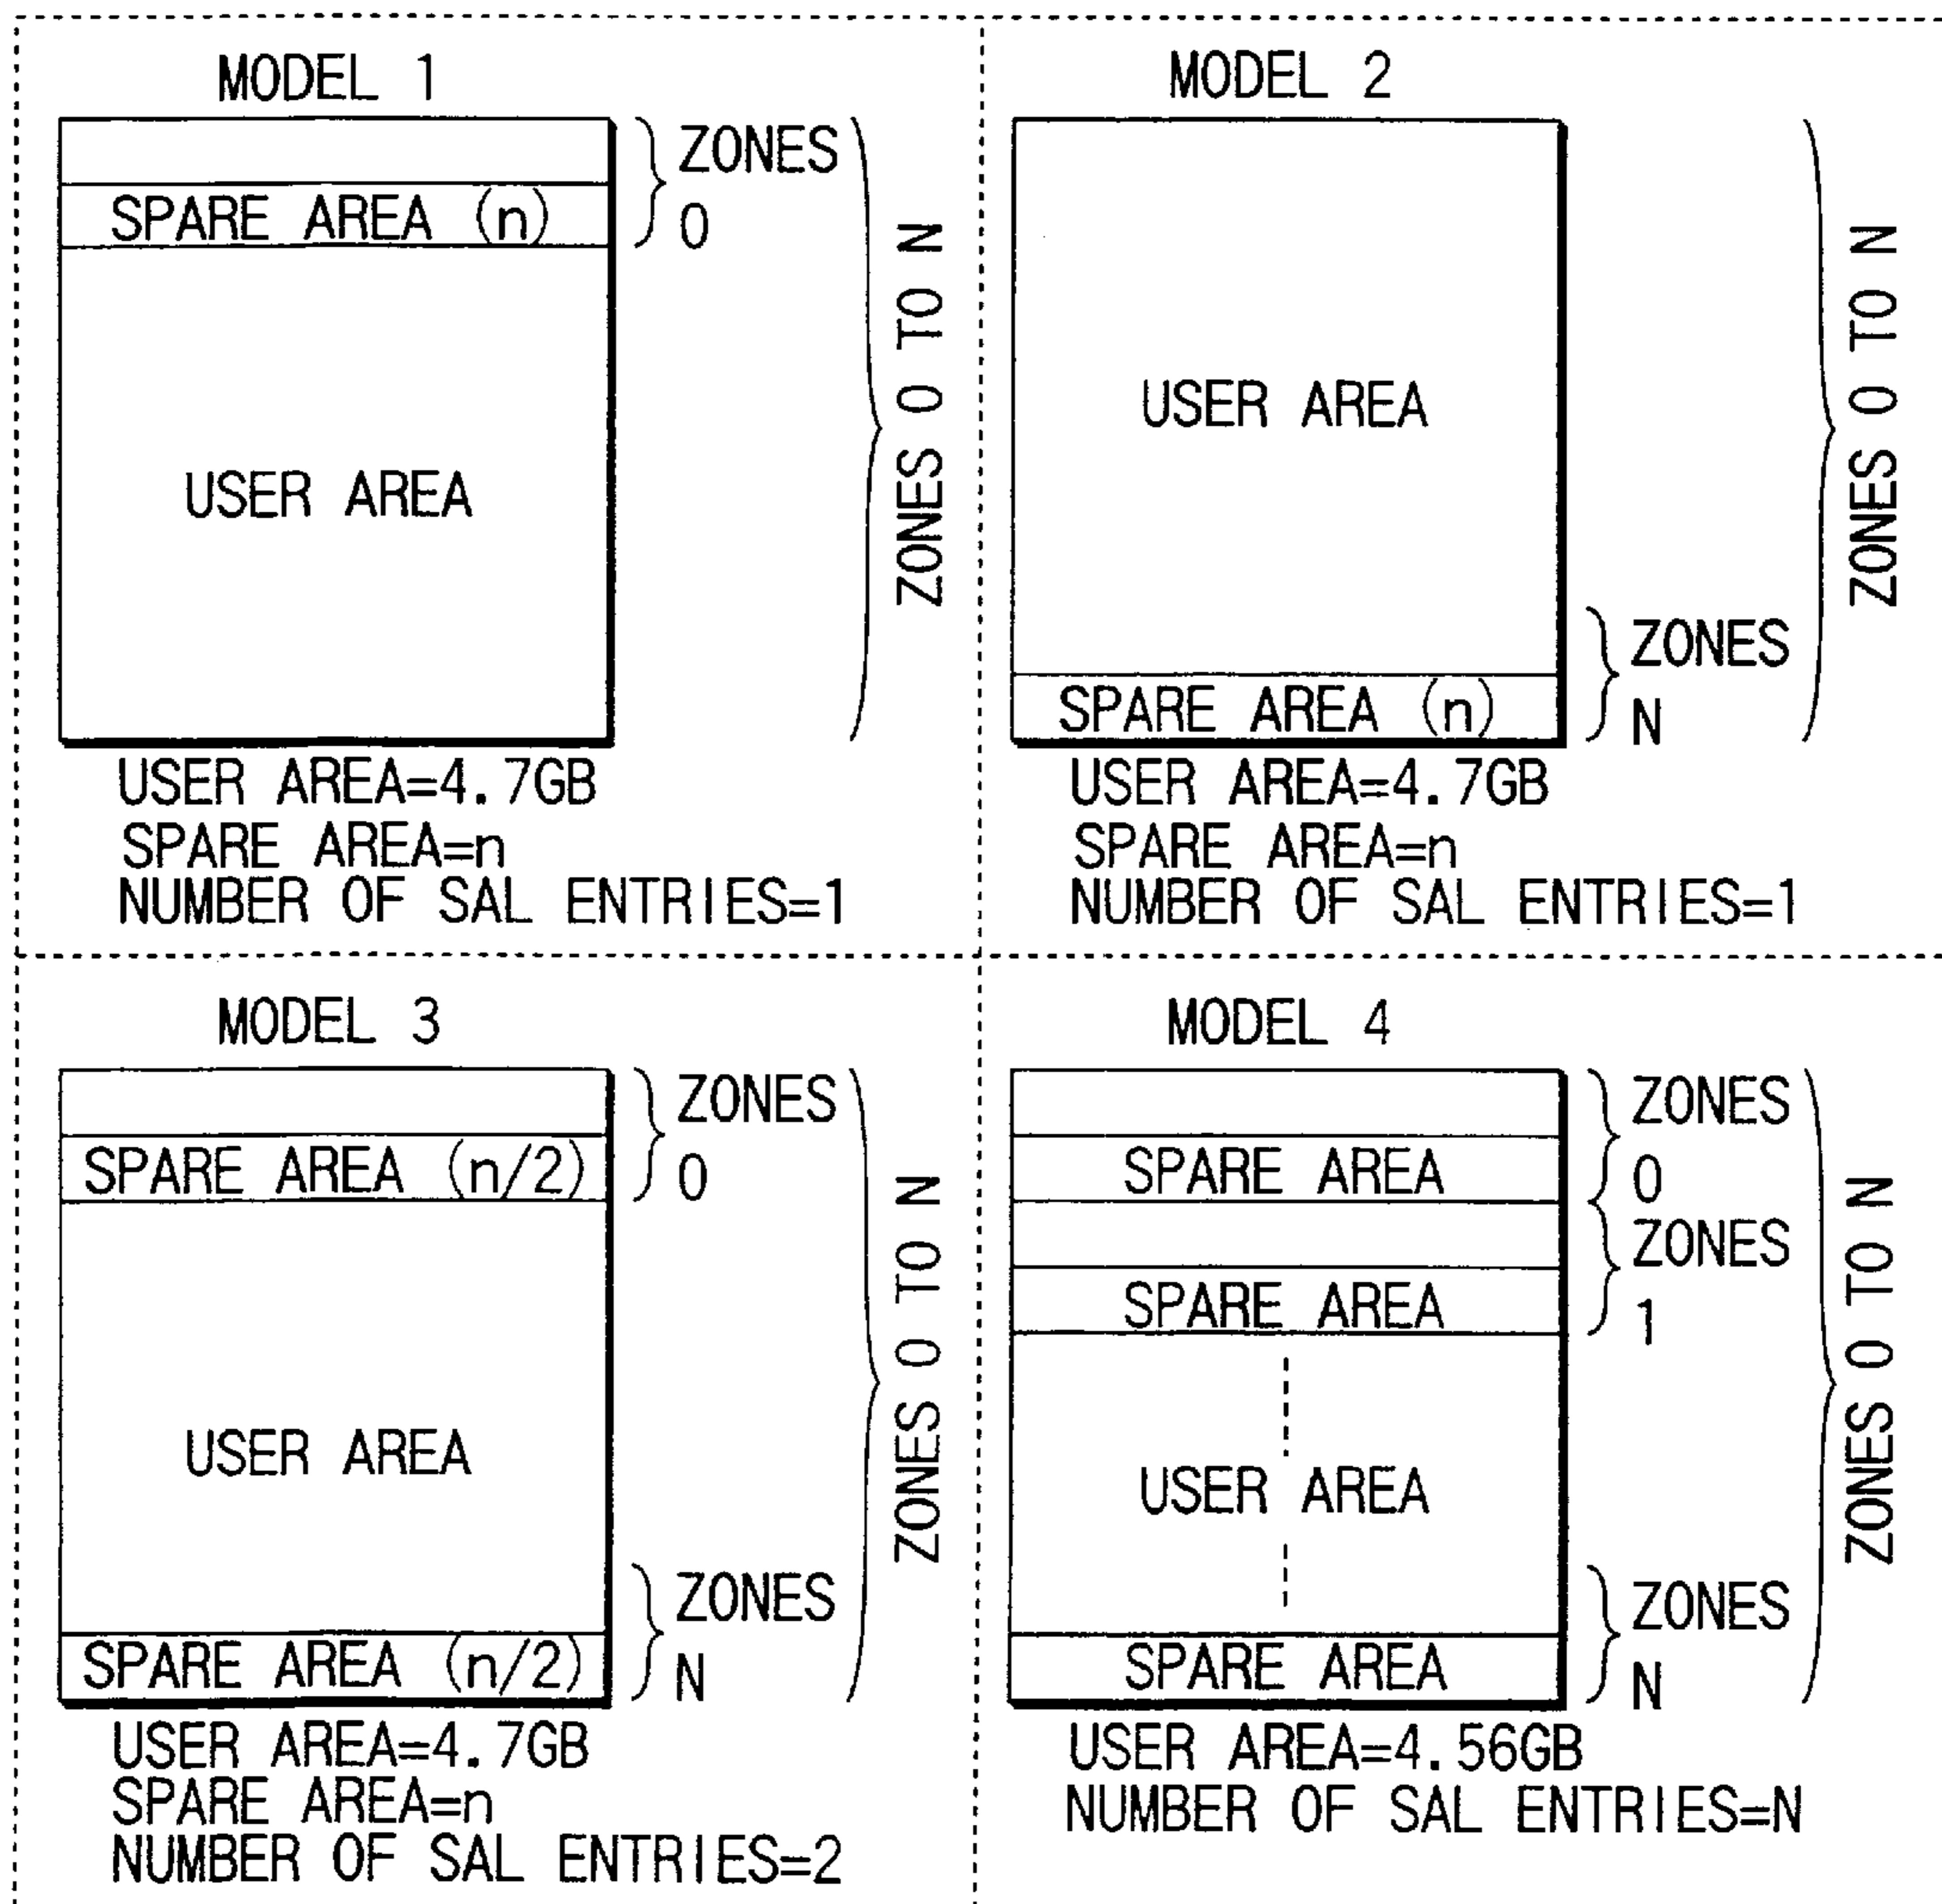 MODEL 1
ZONES
0
SPARE AREA (n)
USER AREA
ZONES 0 TO N
USER AREA=4.7GB
SPARE AREA=n
NUMBER OF SAL ENTRIES=1
MODEL 2
USER AREA
ZONES
N
SPARE AREA (n)
ZONES 0 TO N
USER AREA=4.7GB
SPARE AREA=n
NUMBER OF SAL ENTRIES=1
MODEL 3
ZONES
0
SPARE AREA (n/2)
USER AREA
ZONES
N
SPARE AREA (n/2)
ZONES 0 TO N
USER AREA=4.7GB
SPARE AREA=n
NUMBER OF SAL ENTRIES=2
MODEL 4
ZONES
0
SPARE AREA
ZONES
1
SPARE AREA
USER AREA
ZONES
N
SPARE AREA
ZONES 0 TO N
USER AREA=4.56GB
NUMBER OF SAL ENTRIES=N